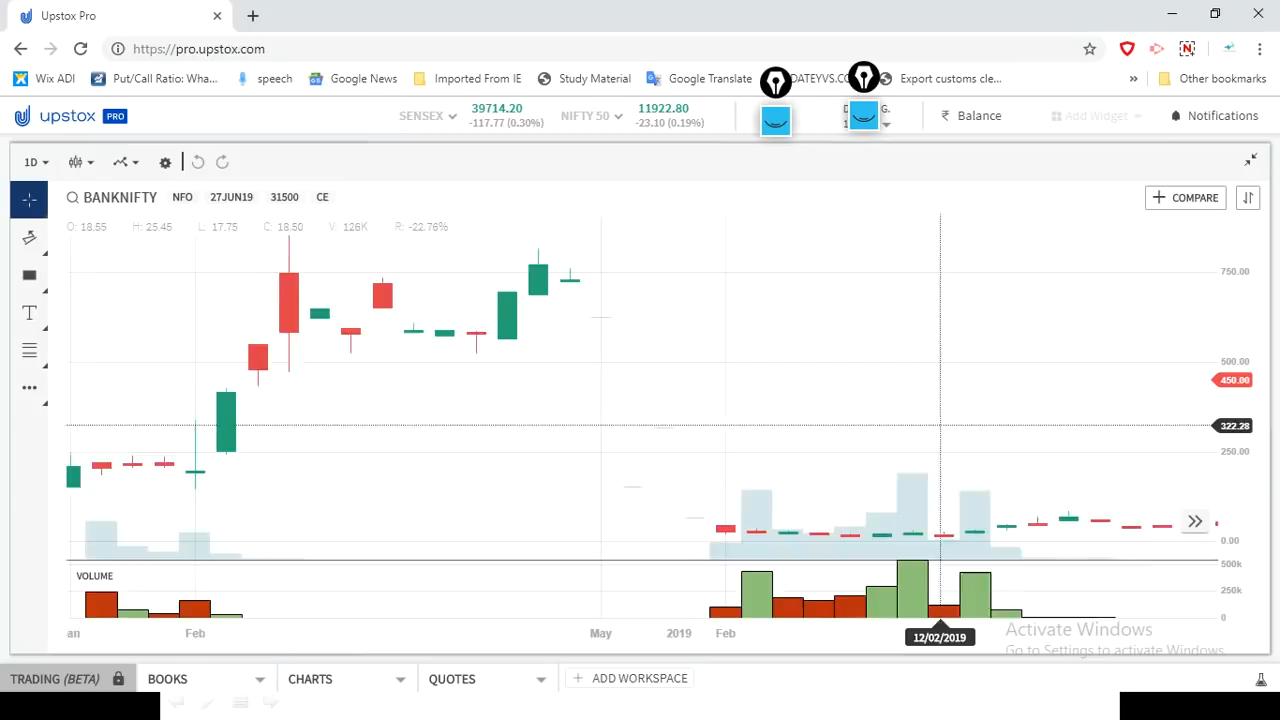 Upstox Pro
https://pro.upstox.com
Wix ADI Put/Call Ratio: Wha... speech Google News Imported From IE Study Material Google Translate DATEYVS.CO Export customs cle... » Other bookmarks
upstox PRO SENSEX 39714.20 -117.77 (0.30%) NIFTY 50 11922.80 -23.10 (0.19%) ₹ Balance Add Widget Notifications
1D
BANKNIFTY NFO 27JUN19 31500 CE + COMPARE
O: 18.55 H: 25.45 L: 17.75 C: 18.50 V: 126K R: -22.76%
750.00
500.00
450.00
322.28
250.00
0.00
VOLUME
500k
250k
0
an Feb May 2019 Feb
12/02/2019
Activate Windows
Go to Settings to activate Windows.
TRADING (BETA) BOOKS CHARTS QUOTES + ADD WORKSPACE